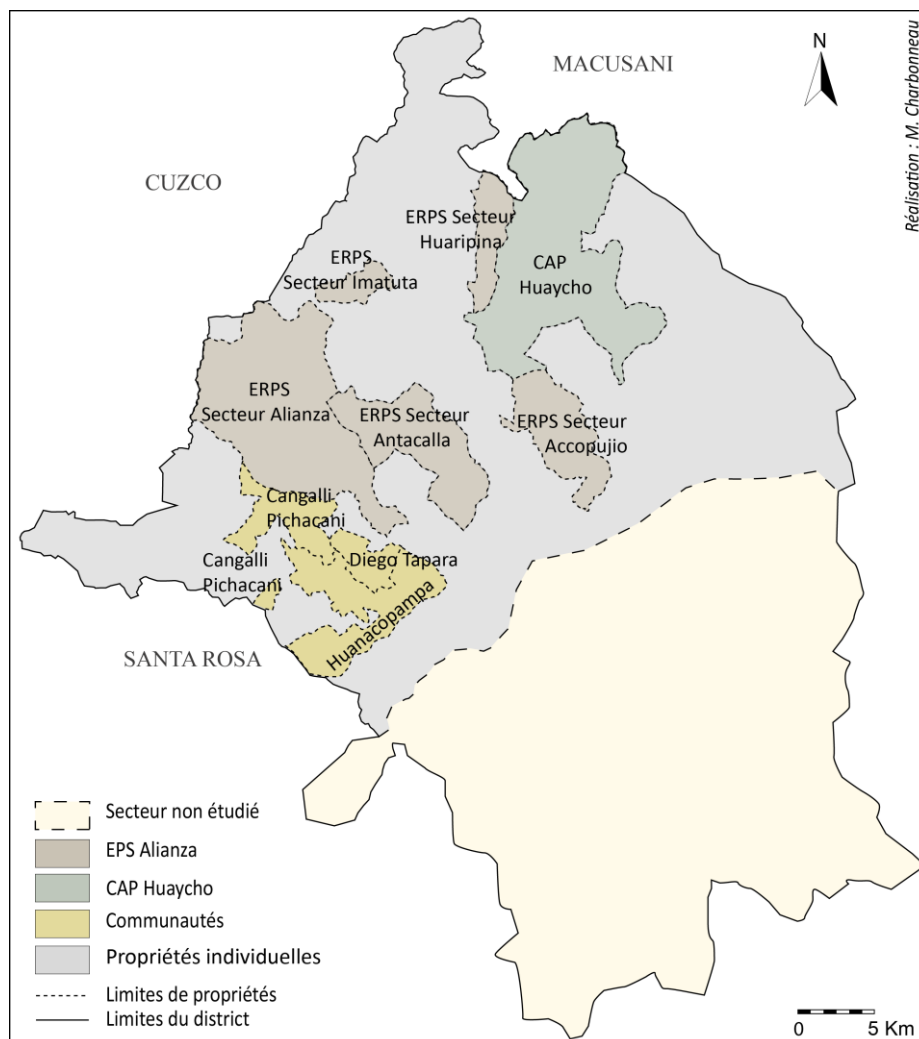 MACUSANI
N
Réalisation : M. Charbonneau
CUZCO
ERPS Secteur
Huaripina
ERPS
Secteur Imatuta
CAP
Huaycho
ERPS
Secteur Alianza
ERPS Secteur
Antacalla
ERPS Secteur
Accopujio
Cangalli
Pichacani
Cangalli
Pichacani
Diego Tapara
Huanacopampa
SANTA ROSA
Secteur non étudié
EPS Alianza
CAP Huaycho
Communautés
Propriétés individuelles
Limites de propriétés
Limites du district
0 5 Km